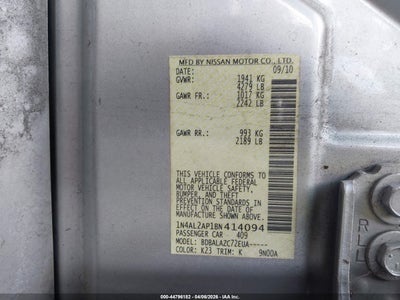 MFD BY NISSAN MOTOR CO., LTD.
DATE: 09/10
GVWR: 1941 KG
4279 LB
GAWR FR.: 1017 KG
2242 LB
GAWR RR.: 993 KG
2189 LB
THIS VEHICLE CONFORMS TO
ALL APPLICABLE FEDERAL
MOTOR VEHICLE SAFETY,
BUMPER, AND THEFT
PREVENTION STANDARDS
IN EFFECT ON THE DATE OF
MANUFACTURE SHOWN ABOVE.
1N4AL2AP1BN414094
PASSENGER CAR 409
MODEL: BDBALAZC72EUA-----
COLOR: K23 TRIM: K 9N00A
IAA 000-44796182 - 04/06/2026 - IAA